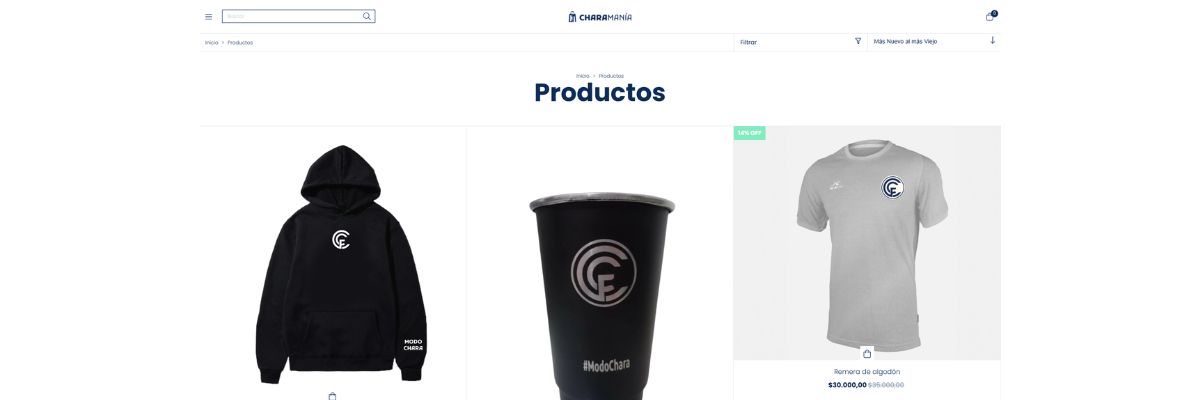 Buscar
CHARAMANÍA
0
Inicio > Productos
Filtrar
Más Nuevo al más Viejo
Inicio > Productos
Productos
14% OFF
MODO
CHARA
#ModoChara
Remera de algodón
$30.000,00 $35.000,00